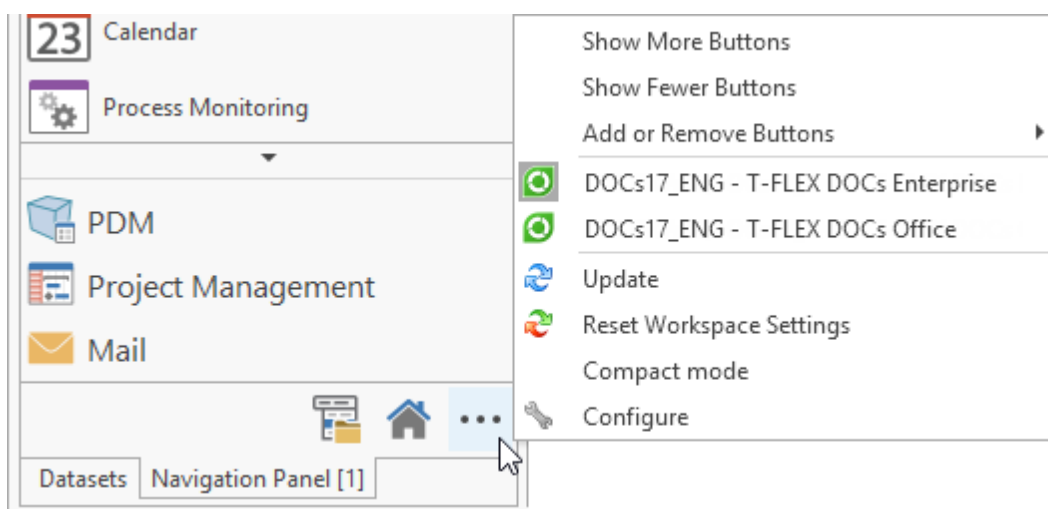 23
Calendar
Process Monitoring
PDM
Project Management
Mail
Datasets
Navigation Panel [1]
Show More Buttons
Show Fewer Buttons
Add or Remove Buttons
DOCs17_ENG - T-FLEX DOCs Enterprise
DOCs17_ENG - T-FLEX DOCs Office
Update
Reset Workspace Settings
Compact mode
Configure